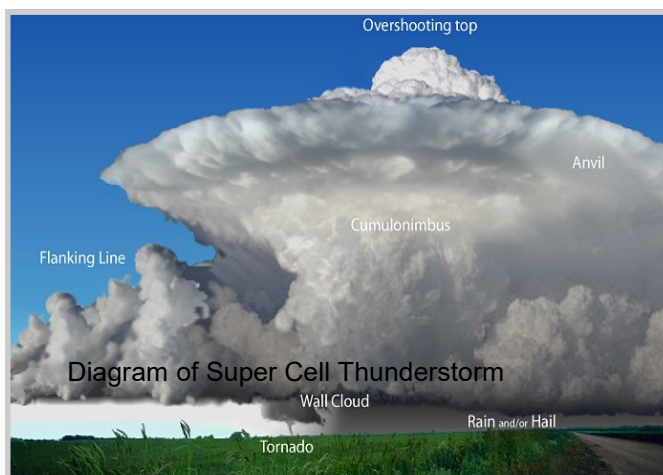 Overshooting top
Anvil
Cumulonimbus
Flanking Line
Diagram of Super Cell Thunderstorm
Wall Cloud
Rain and/or Hail
Tornado